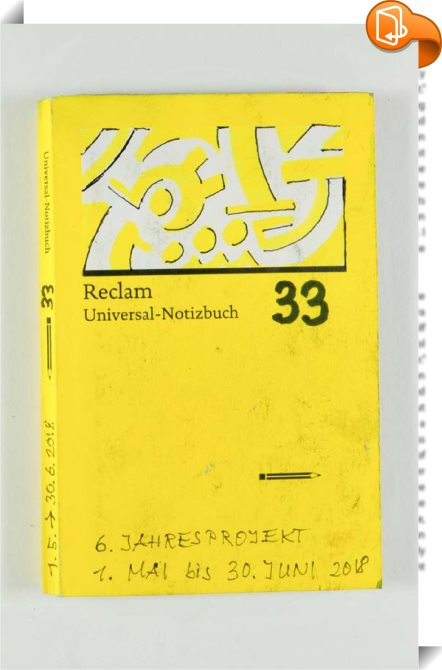 Universal-Notizbuch
33
1.5. → 30.6.2018
Reclam
Universal-Notizbuch
33
6. JAHRESPROJEKT
1. MAI bis 30. JUNI 2018